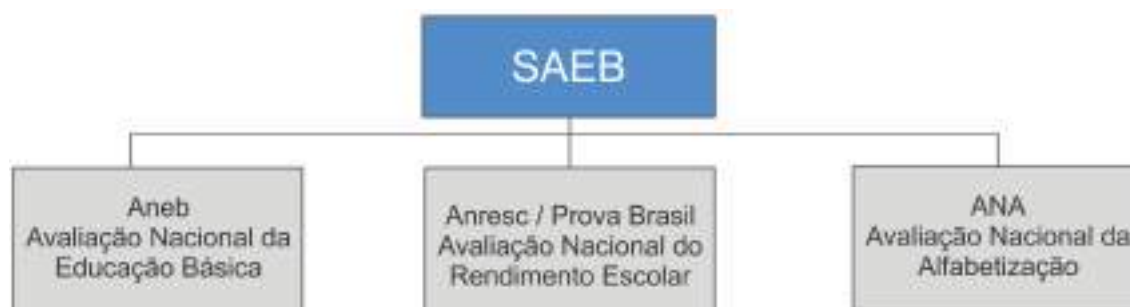 SAEB
Aneb
Avaliação Nacional da
Educação Básica
Anresc / Prova Brasil
Avaliação Nacional do
Rendimento Escolar
ANA
Avaliação Nacional da
Alfabetização